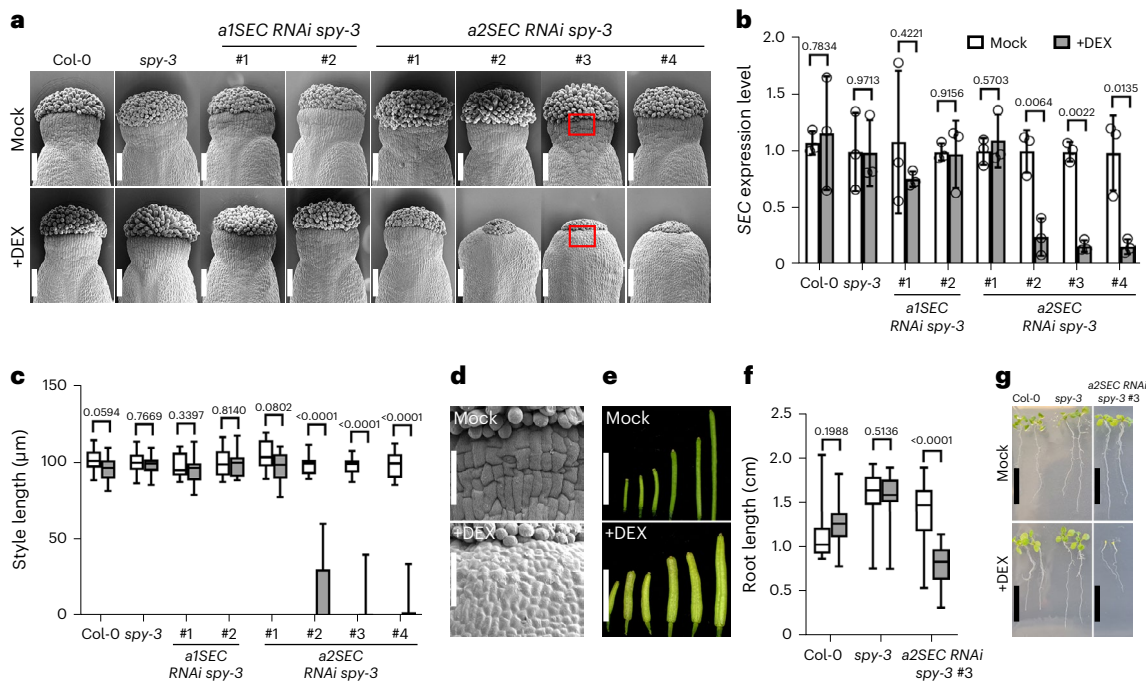 a
a1SEC RNAi spy-3
a2SEC RNAi spy-3
Col-0 spy-3 #1 #2 #1 #2 #3 #4
Mock
+DEX
b
SEC expression level
2.0
1.5
1.0
0.5
0
Mock +DEX
0.7834 0.9713 0.4221 0.9156 0.5703 0.0064 0.0022 0.0135
Col-0 spy-3 #1 #2 #1 #2 #3 #4
a1SEC
RNAi spy-3
a2SEC
RNAi spy-3
c
Style length (μm)
150
100
50
0
0.0594 0.7669 0.3397 0.8140 0.0802 <0.0001 <0.0001 <0.0001
Col-0 spy-3 #1 #2 #1 #2 #3 #4
a1SEC
RNAi spy-3
a2SEC
RNAi spy-3
d
Mock
+DEX
e
Mock
+DEX
f
Root length (cm)
2.5
2.0
1.5
1.0
0.5
0
0.1988 0.5136 <0.0001
Col-0 spy-3 a2SEC RNAi
spy-3 #3
g
a2SEC RNAi
Col-0 spy-3 spy-3 #3
Mock
+DEX